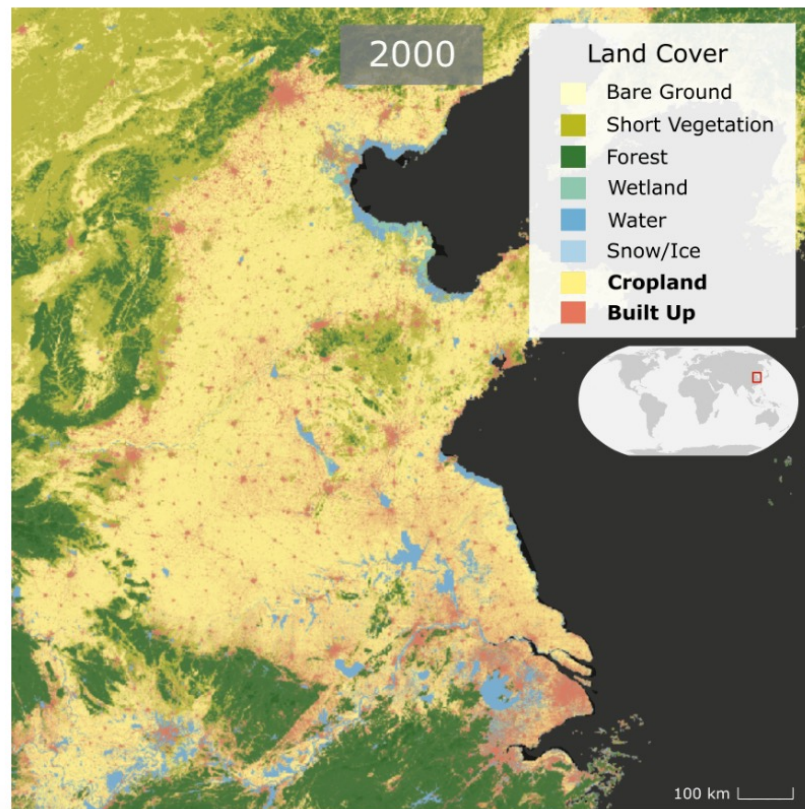 2000
Land Cover
Bare Ground
Short Vegetation
Forest
Wetland
Water
Snow/Ice
Cropland
Built Up
100 km